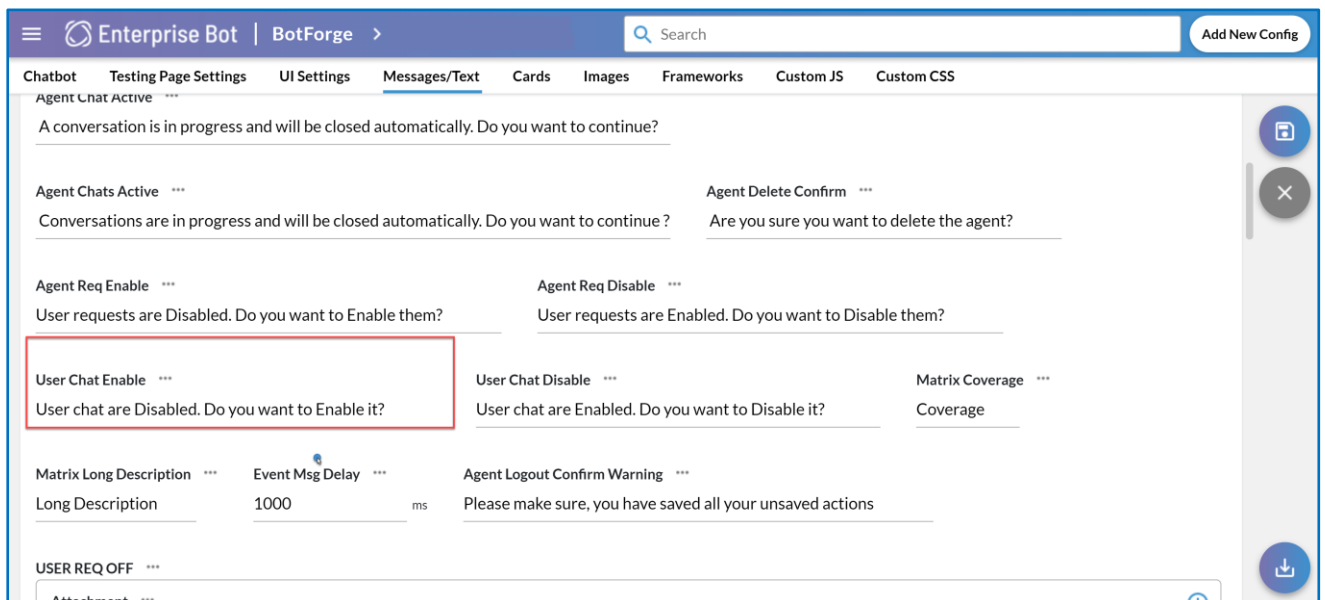 Enterprise Bot | BotForge >
Search
Add New Config
Chatbot Testing Page Settings UI Settings Messages/Text Cards Images Frameworks Custom JS Custom CSS
Agent Chat Active ...
A conversation is in progress and will be closed automatically. Do you want to continue?
Agent Chats Active ... Agent Delete Confirm ...
Conversations are in progress and will be closed automatically. Do you want to continue ? Are you sure you want to delete the agent?
Agent Req Enable ... Agent Req Disable ...
User requests are Disabled. Do you want to Enable them? User requests are Enabled. Do you want to Disable them?
User Chat Enable ... User Chat Disable ... Matrix Coverage ...
User chat are Disabled. Do you want to Enable it? User chat are Enabled. Do you want to Disable it? Coverage
Matrix Long Description ... Event Msg Delay ... Agent Logout Confirm Warning ...
Long Description 1000 ms Please make sure, you have saved all your unsaved actions
USER REQ OFF ...
Attachment ...